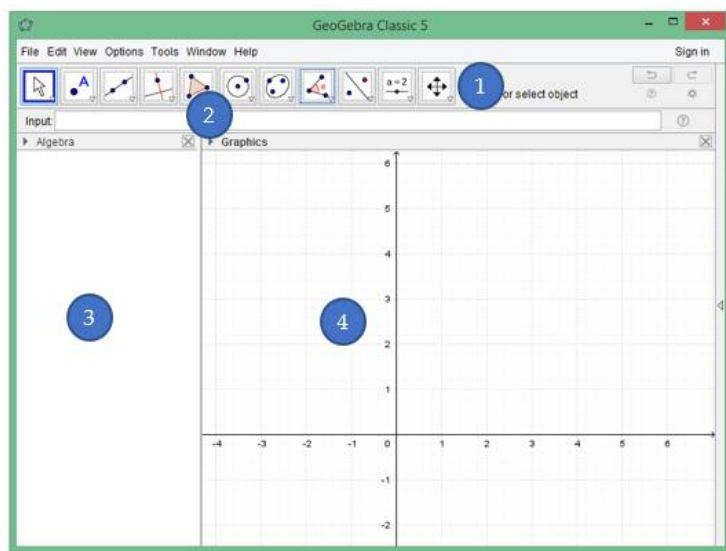 GeoGebra Classic 5
File Edit View Options Tools Window Help Sign in
A a=2 1 or select object
2
Input:
Algebra Graphics
6
5
4
3 4 3
2
1
-4 -3 -2 -1 0 1 2 3 4 5 6
-1
-2